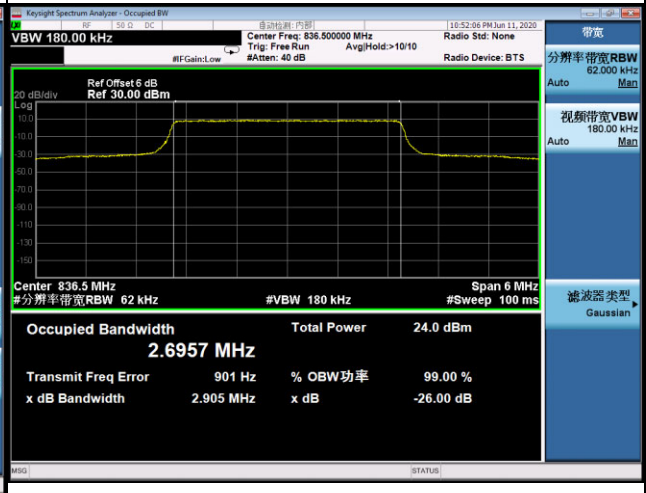 Keysight Spectrum Analyzer - Occupied BW
RF 50 Ω DC 自动检测: 内部 10:52:06 PM Jun 11, 2020
VBW 180.00 kHz
Center Freq: 836.500000 MHz
Radio Std: None
Trig: Free Run Avg|Hold:>10/10
#IFGain:Low #Atten: 40 dB Radio Device: BTS
Ref Offset 6 dB
20 dB/div Ref 30.00 dBm
Log
10.0
-10.0
-30.0
-50.0
-70.0
-90.0
-110
-130
-150
Center 836.5 MHz Span 6 MHz
#分辨率带宽RBW 62 kHz #VBW 180 kHz #Sweep 100 ms
Occupied Bandwidth Total Power 24.0 dBm
2.6957 MHz
Transmit Freq Error 901 Hz % OBW功率 99.00 %
x dB Bandwidth 2.905 MHz x dB -26.00 dB
MSG STATUS
带宽
分辨率带宽RBW
62.000 kHz
Auto Man
视频带宽VBW
180.00 kHz
Auto Man
滤波器类型
Gaussian